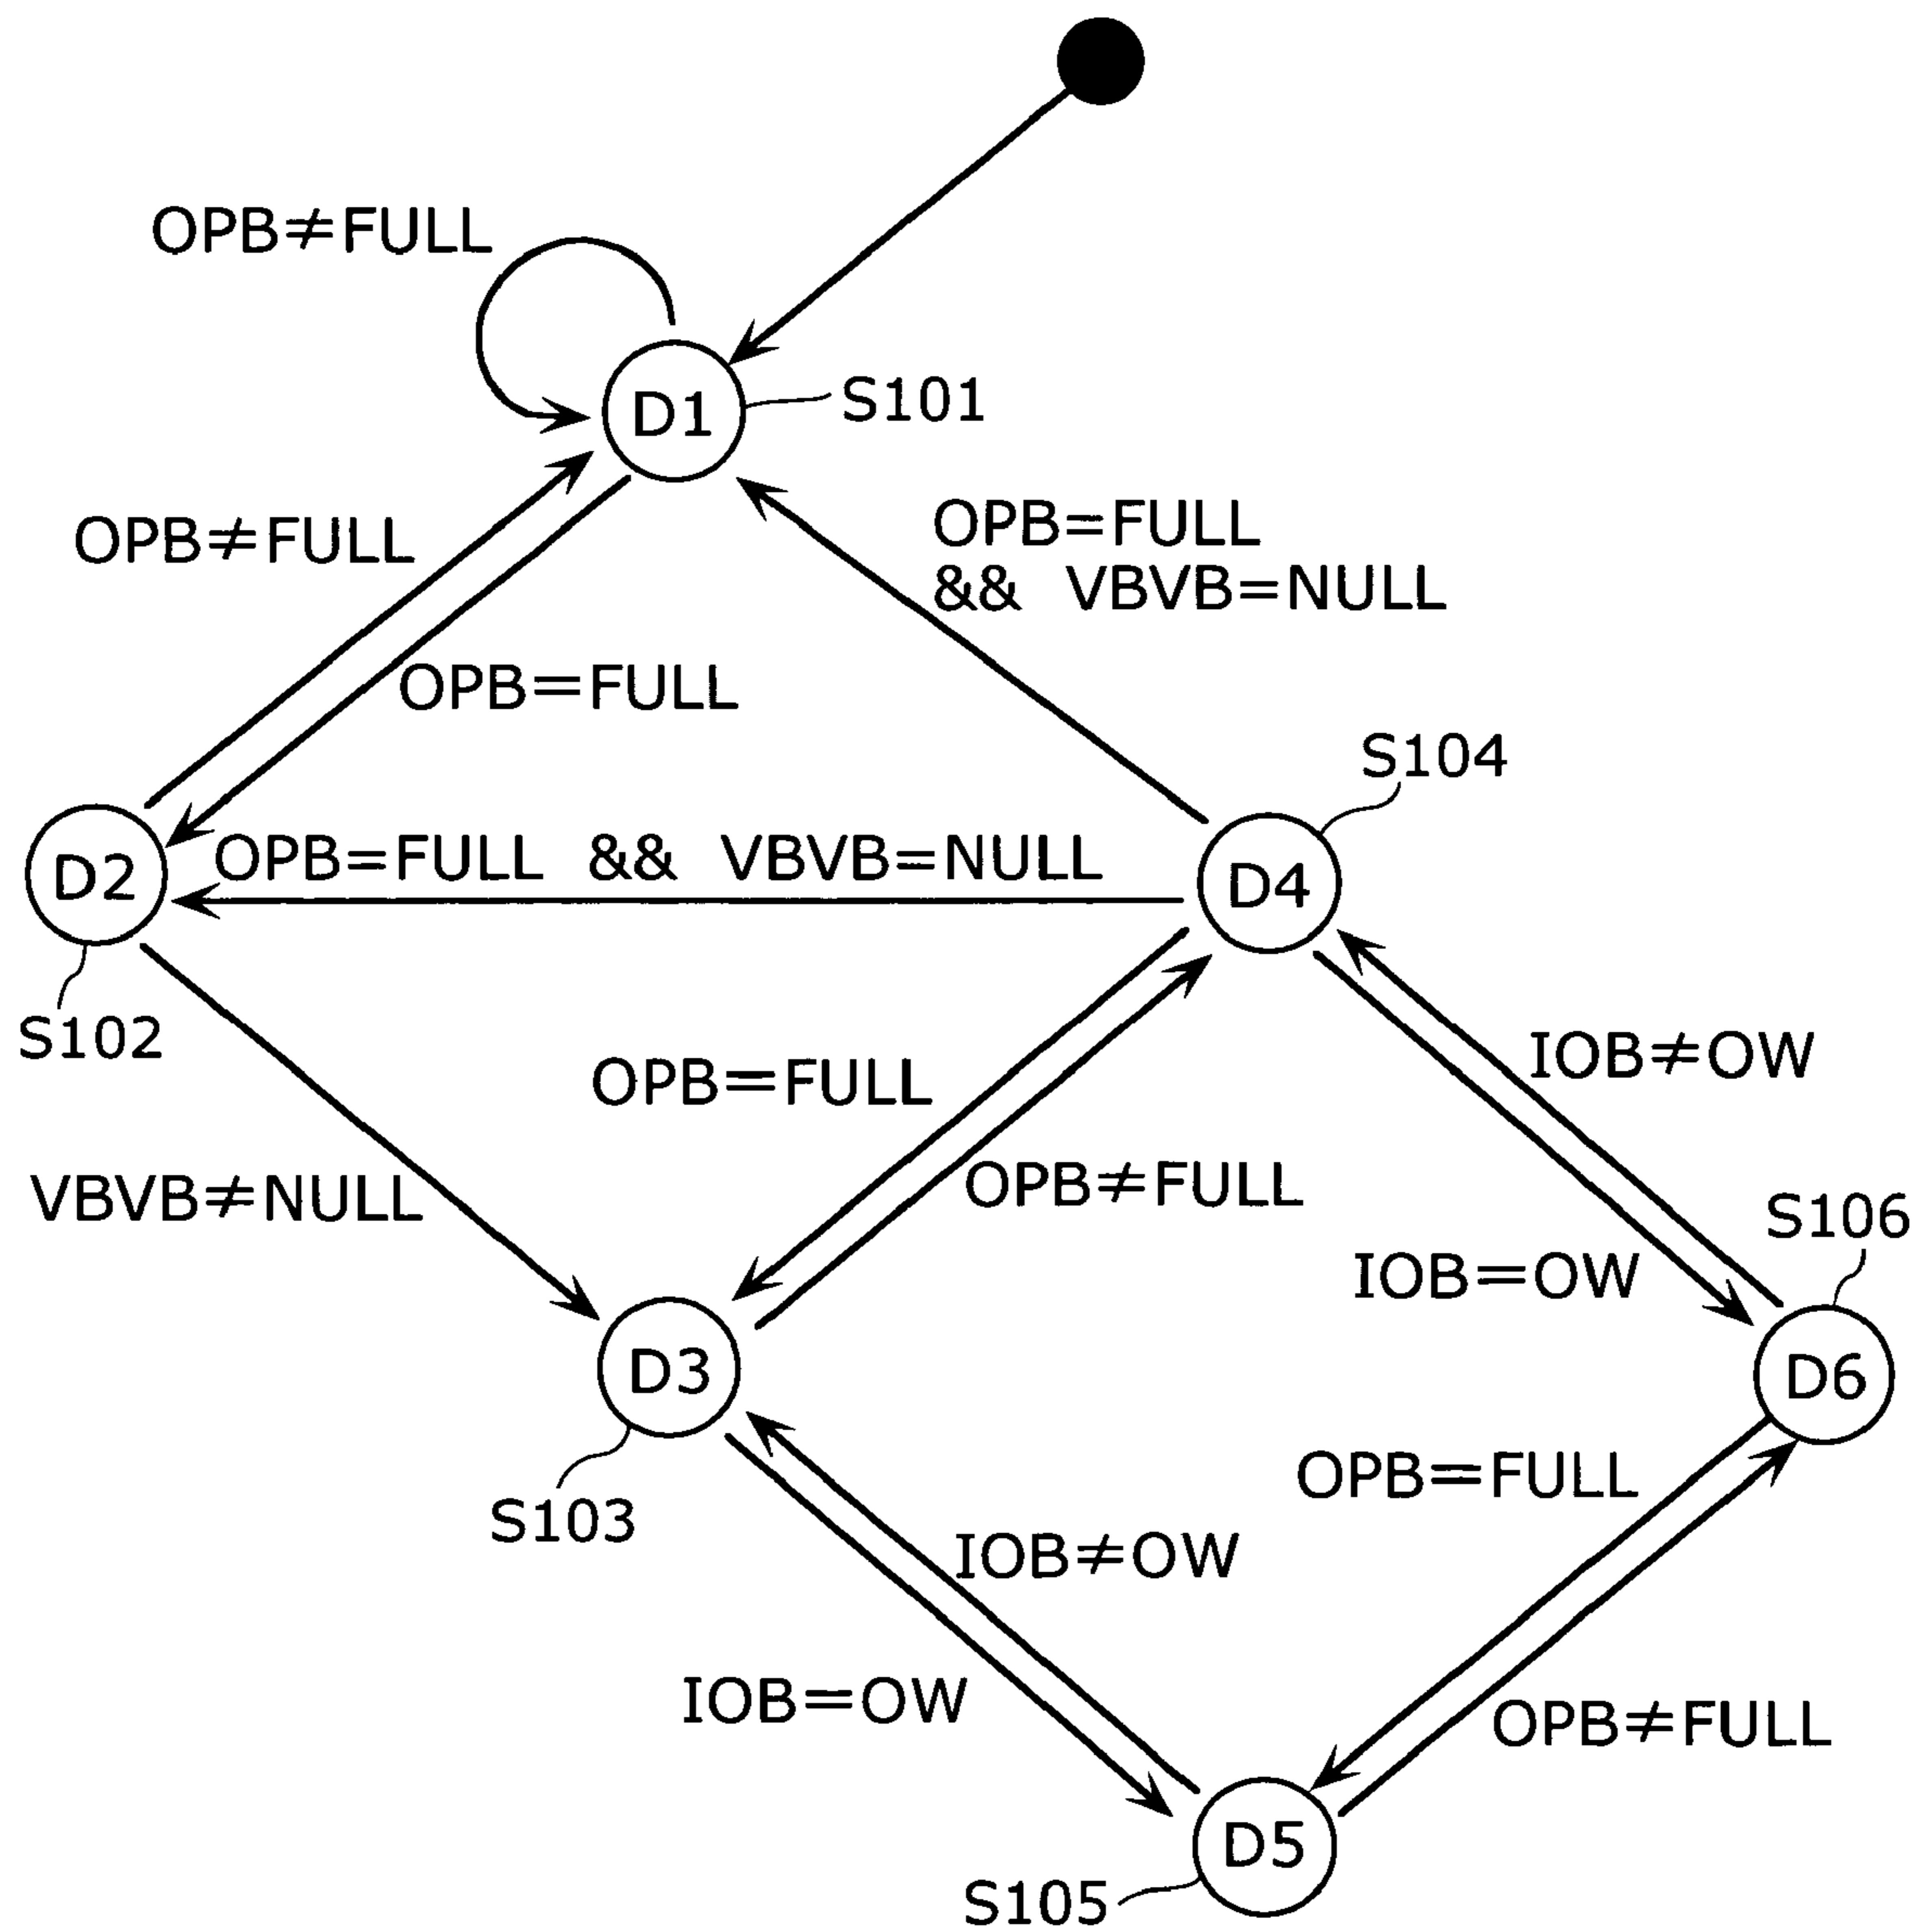 OPB≠FULL
D1
S101
OPB≠FULL
OPB=FULL
&& VBVB=NULL
OPB=FULL
S104
OPB=FULL && VBVB=NULL
D2
D4
S102
IOB≠OW
OPB=FULL
VBVB≠NULL
OPB≠FULL
S106
IOB=OW
D3
D6
OPB=FULL
S103
IOB≠OW
IOB=OW
OPB≠FULL
D5
S105